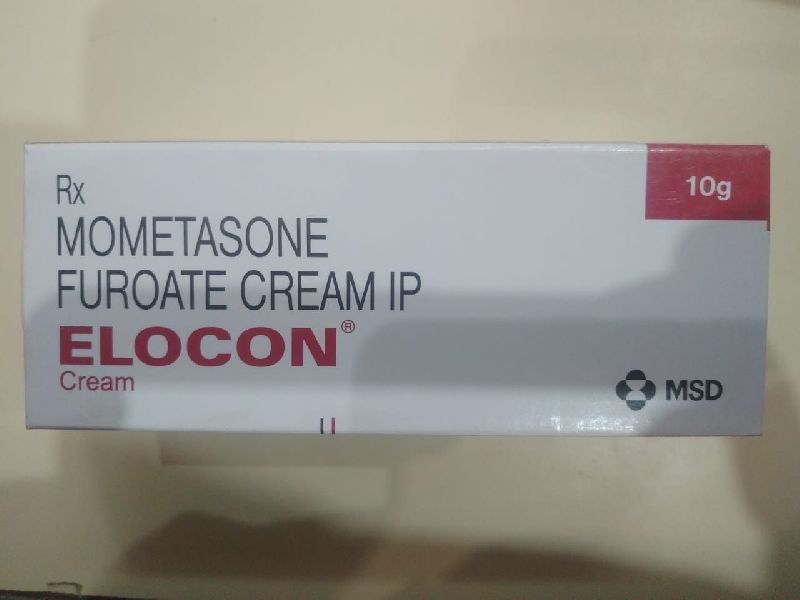 Rx
10g
MOMETASONE
FUROATE CREAM IP
ELOCON®
Cream
MSD